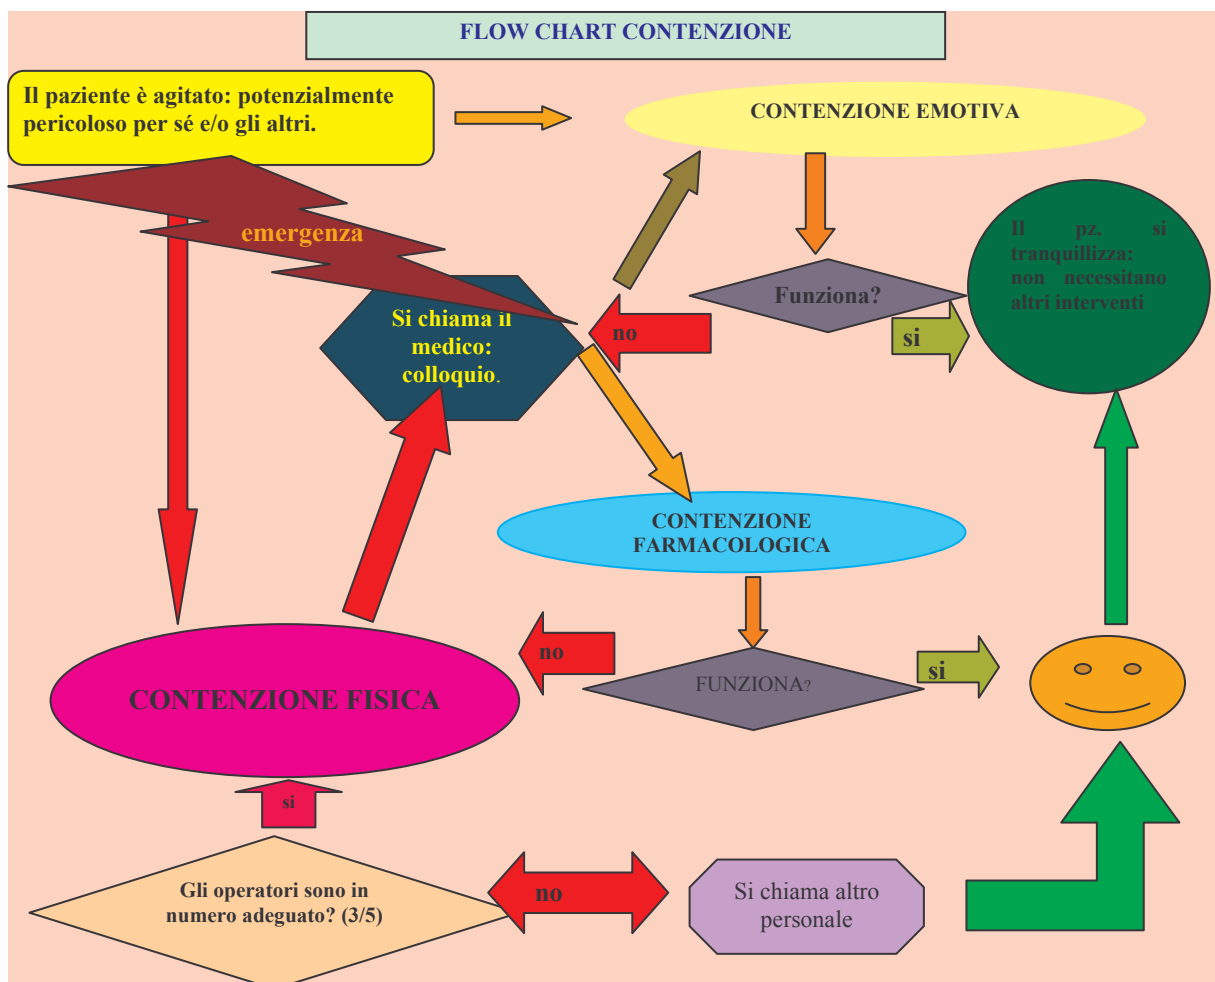 FLOW CHART CONTENZIONE
Il paziente è agitato: potenzialmente
pericoloso per sé e/o gli altri.
CONTENZIONE EMOTIVA
emergenza
Il pz. si
tranquillizza:
non necessitano
altri interventi
Funziona?
Si chiama il
medico:
colloquio.
no
si
CONTENZIONE
FARMACOLOGICA
no
FUNZIONA?
si
CONTENZIONE FISICA
si
Gli operatori sono in
numero adeguato? (3/5)
no
Si chiama altro
personale